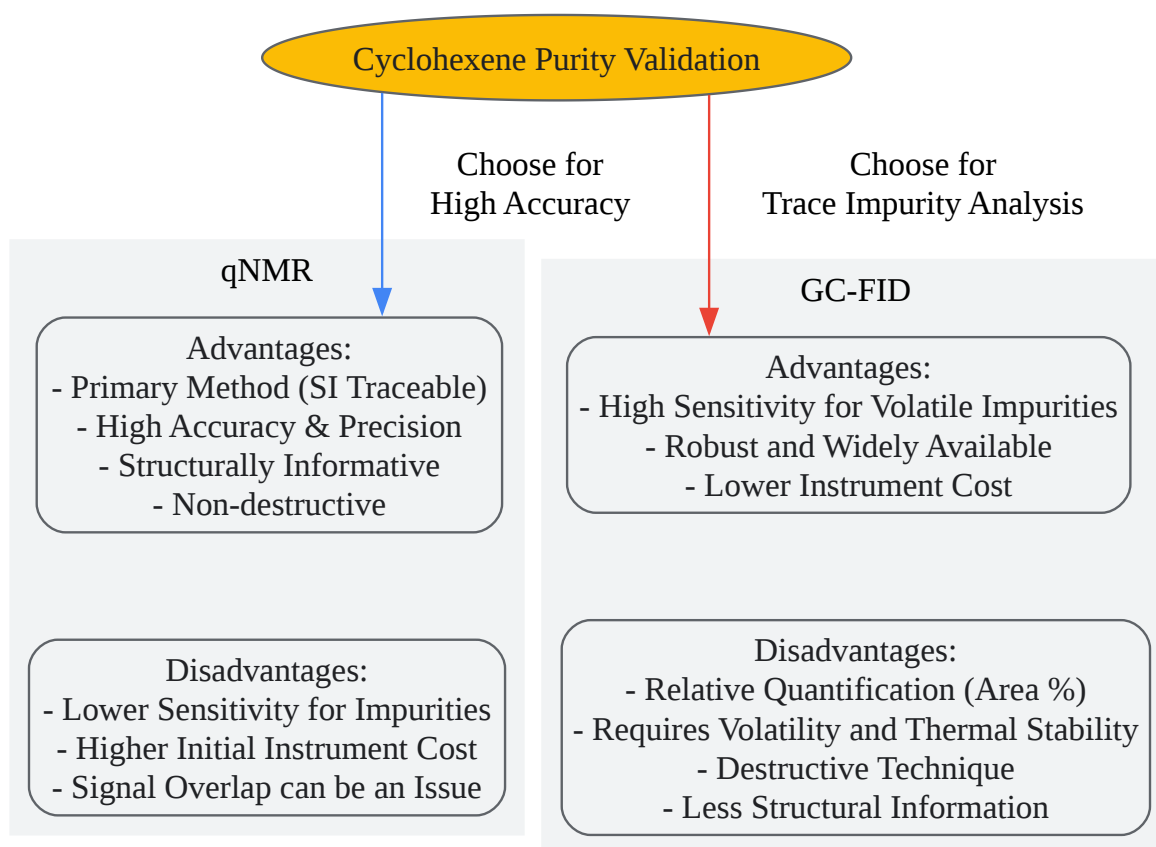 Cyclohexene Purity Validation
Choose for
High Accuracy
Choose for
Trace Impurity Analysis
qNMR
Advantages:
- Primary Method (SI Traceable)
- High Accuracy & Precision
- Structurally Informative
- Non-destructive
Disadvantages:
- Lower Sensitivity for Impurities
- Higher Initial Instrument Cost
- Signal Overlap can be an Issue
GC-FID
Advantages:
- High Sensitivity for Volatile Impurities
- Robust and Widely Available
- Lower Instrument Cost
Disadvantages:
- Relative Quantification (Area %)
- Requires Volatility and Thermal Stability
- Destructive Technique
- Less Structural Information